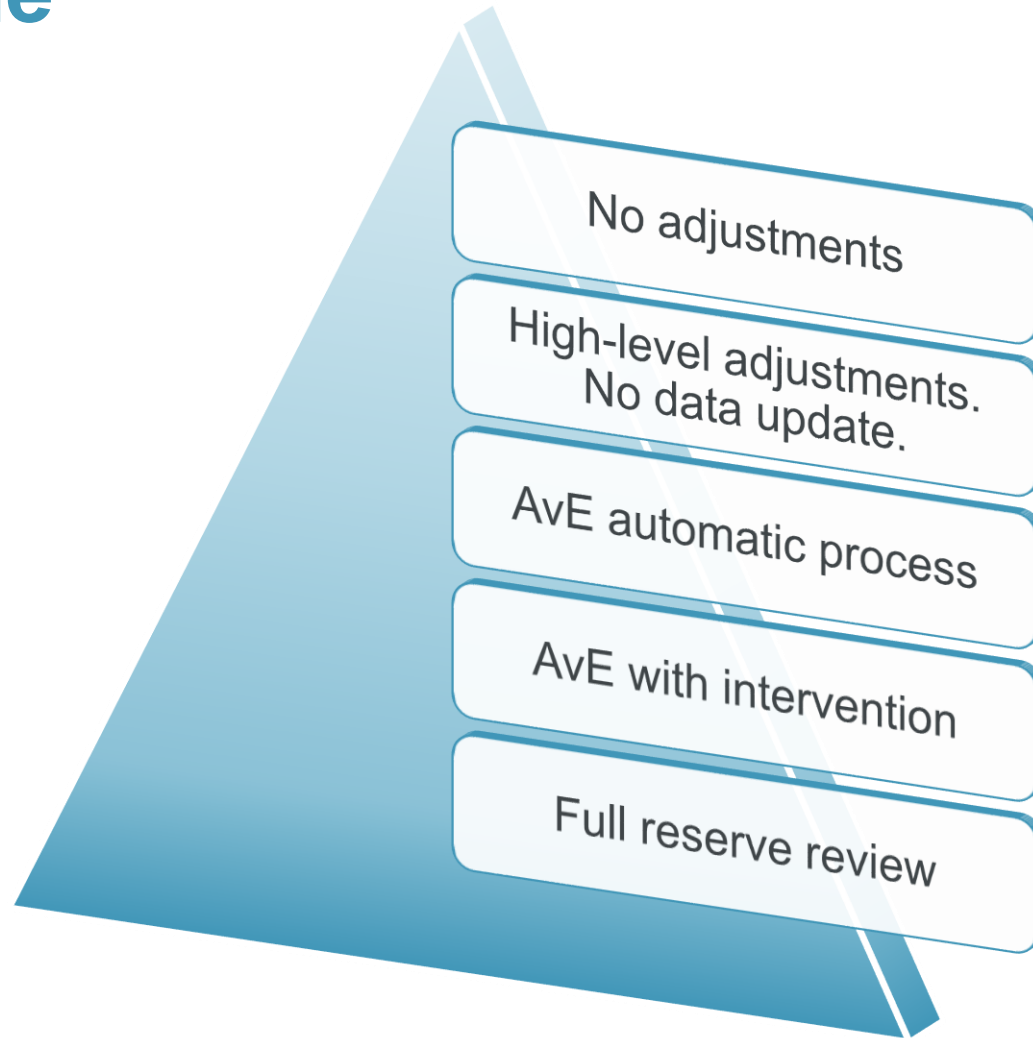 No adjustments
High-level adjustments.
No data update.
AvE automatic process
AvE with intervention
Full reserve review